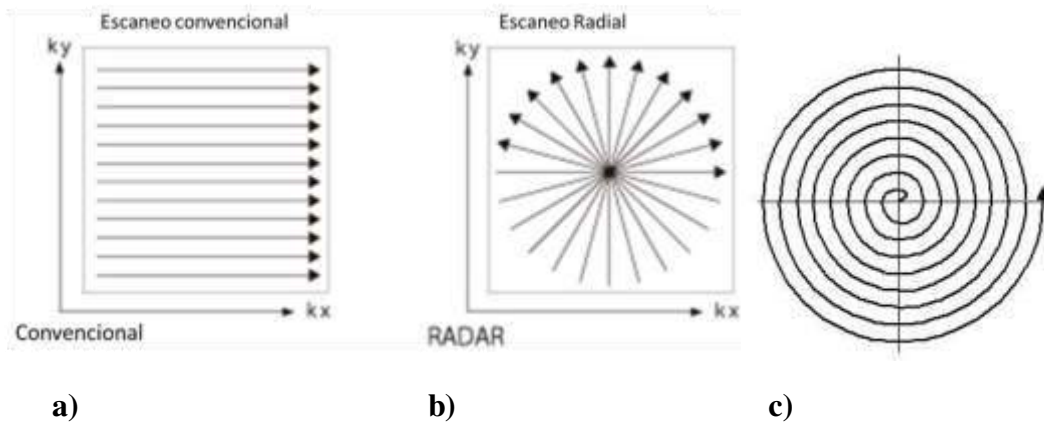 Escaneo convencional
ky
kx
Convencional
Escaneo Radial
ky
kx
RADAR
a) b) c)